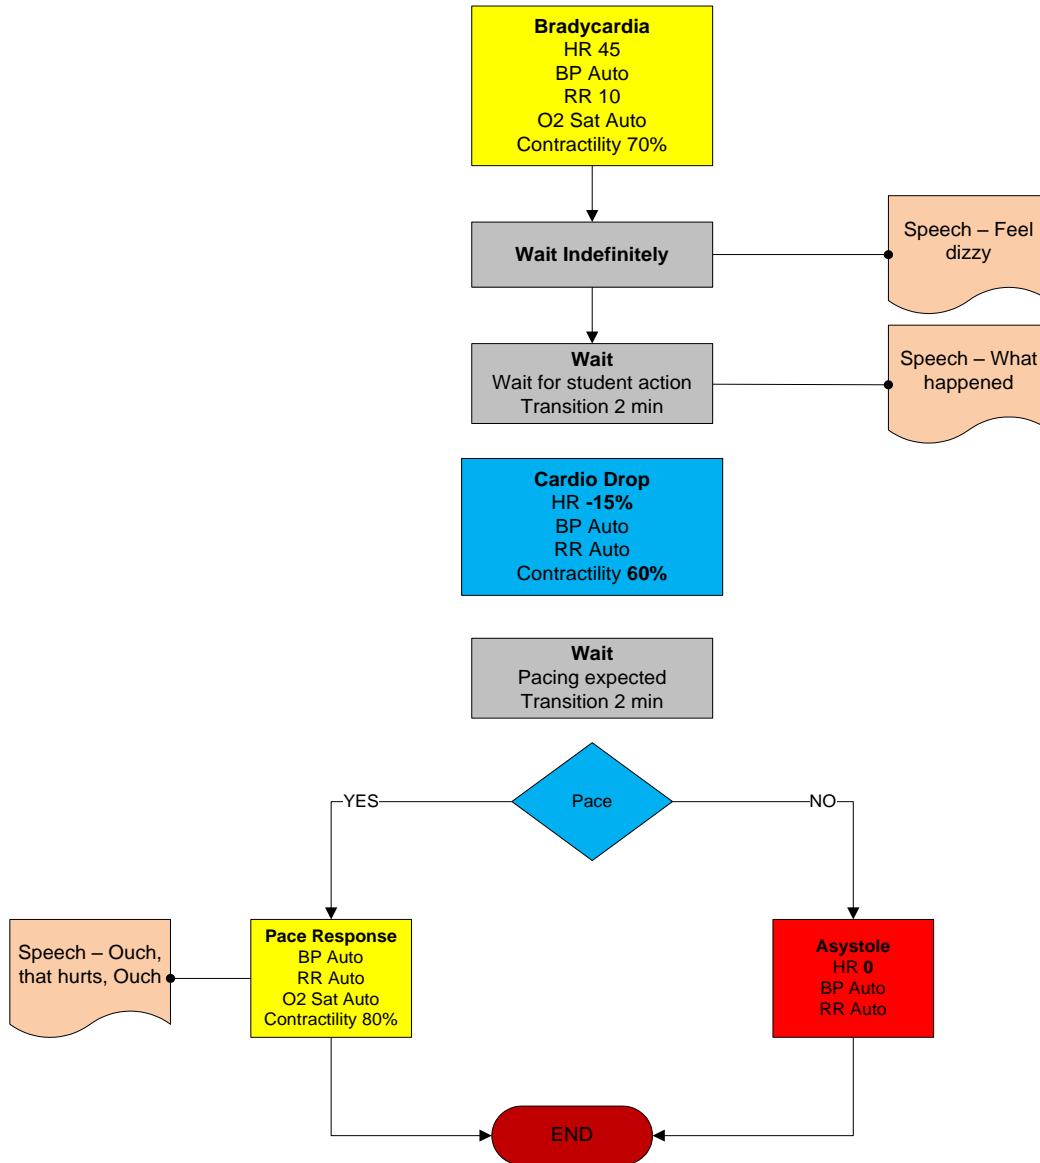 Bradycardia
HR 45
BP Auto
RR 10
O2 Sat Auto
Contractility 70%
Wait Indefinitely
Speech – Feel
dizzy
Wait
Wait for student action
Transition 2 min
Speech – What
happened
Cardio Drop
HR -15%
BP Auto
RR Auto
Contractility 60%
Wait
Pacing expected
Transition 2 min
Pace
YES
NO
Speech – Ouch,
that hurts, Ouch
Pace Response
BP Auto
RR Auto
O2 Sat Auto
Contractility 80%
Asystole
HR 0
BP Auto
RR Auto
END